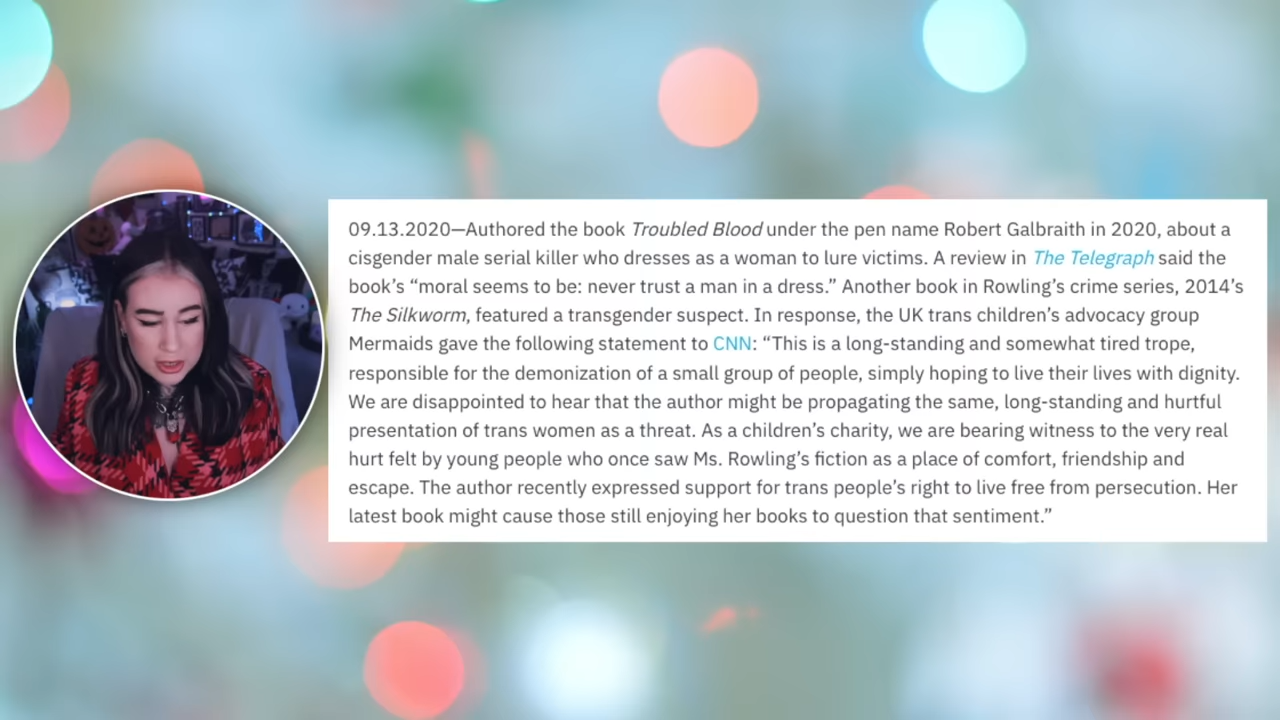 09.13.2020—Authored the book Troubled Blood under the pen name Robert Galbraith in 2020, about a
cisgender male serial killer who dresses as a woman to lure victims. A review in The Telegraph said the
book’s “moral seems to be: never trust a man in a dress.” Another book in Rowling’s crime series, 2014’s
The Silkworm, featured a transgender suspect. In response, the UK trans children’s advocacy group
Mermaids gave the following statement to CNN: “This is a long-standing and somewhat tired trope,
responsible for the demonization of a small group of people, simply hoping to live their lives with dignity.
We are disappointed to hear that the author might be propagating the same, long-standing and hurtful
presentation of trans women as a threat. As a children’s charity, we are bearing witness to the very real
hurt felt by young people who once saw Ms. Rowling’s fiction as a place of comfort, friendship and
escape. The author recently expressed support for trans people’s right to live free from persecution. Her
latest book might cause those still enjoying her books to question that sentiment.”